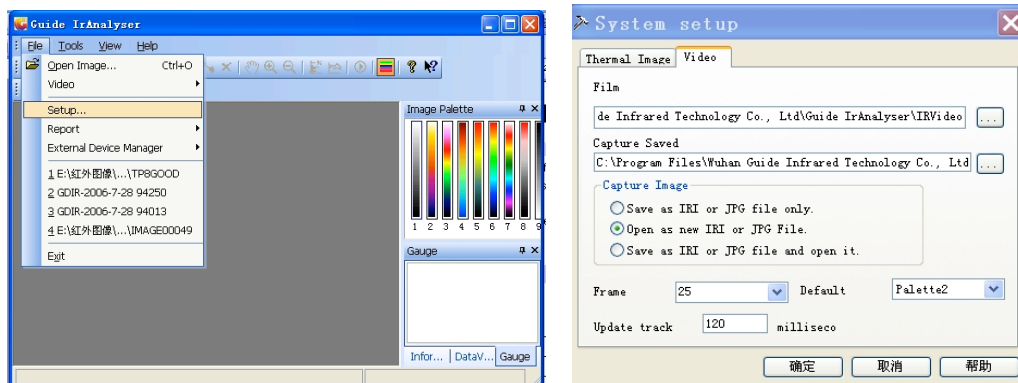 Guide IrAnalyser
File Tools View Help
Open Image... Ctrl+O
Video
Setup...
Report
External Device Manager
1 E:\红外图像\...\TP8GOOD
2 GDIR-2006-7-28 94250
3 GDIR-2006-7-28 94013
4 E:\红外图像\...\IMAGE00049
Exit
Image Palette
1 2 3 4 5 6 7 8 9
Gauge
Infor... DataV... Gauge
System setup
Thermal Image Video
Film
de Infrared Technology Co., Ltd\Guide IrAnalyser\IRVideo ...
Capture Saved
C:\Program Files\Wuhan Guide Infrared Technology Co., Ltd ...
Capture Image
Save as IRI or JPG file only.
Open as new IRI or JPG File.
Save as IRI or JPG file and open it.
Frame 25 Default Palette2
Update track 120 milliseco
确定 取消 帮助